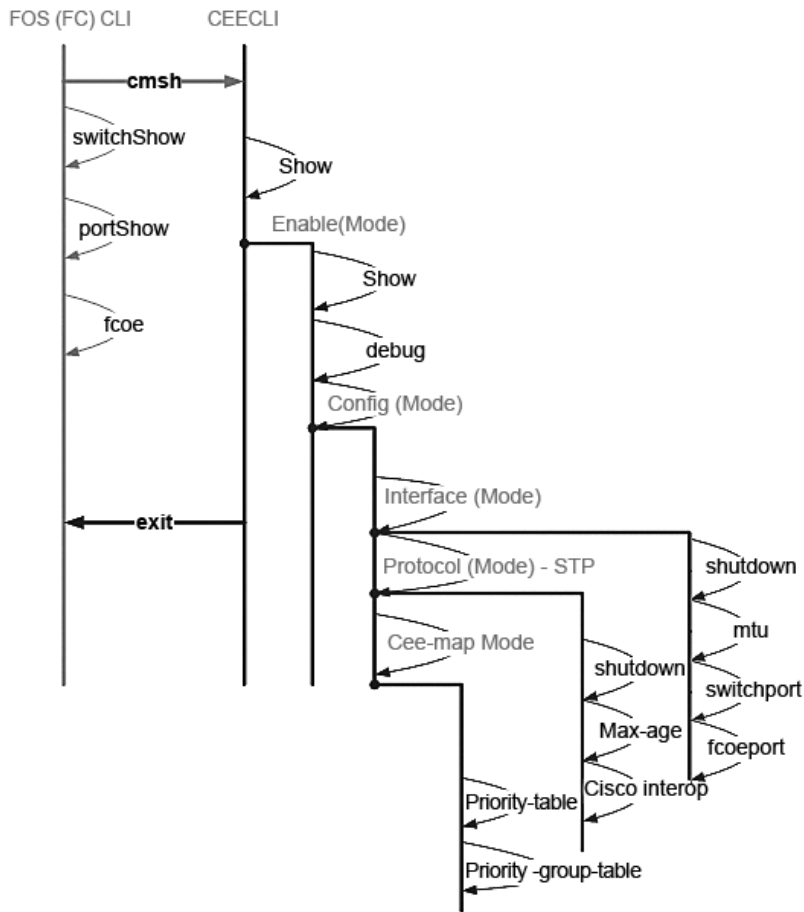 FOS (FC) CLI
CEECLI
cmsh
switchShow
Show
portShow
Enable(Mode)
Show
fcoe
debug
Config (Mode)
Interface (Mode)
exit
Protocol (Mode) - STP
shutdown
mtu
Cee-map Mode
shutdown
switchport
Max-age
fcoeport
Cisco interop
Priority-table
Priority -group-table